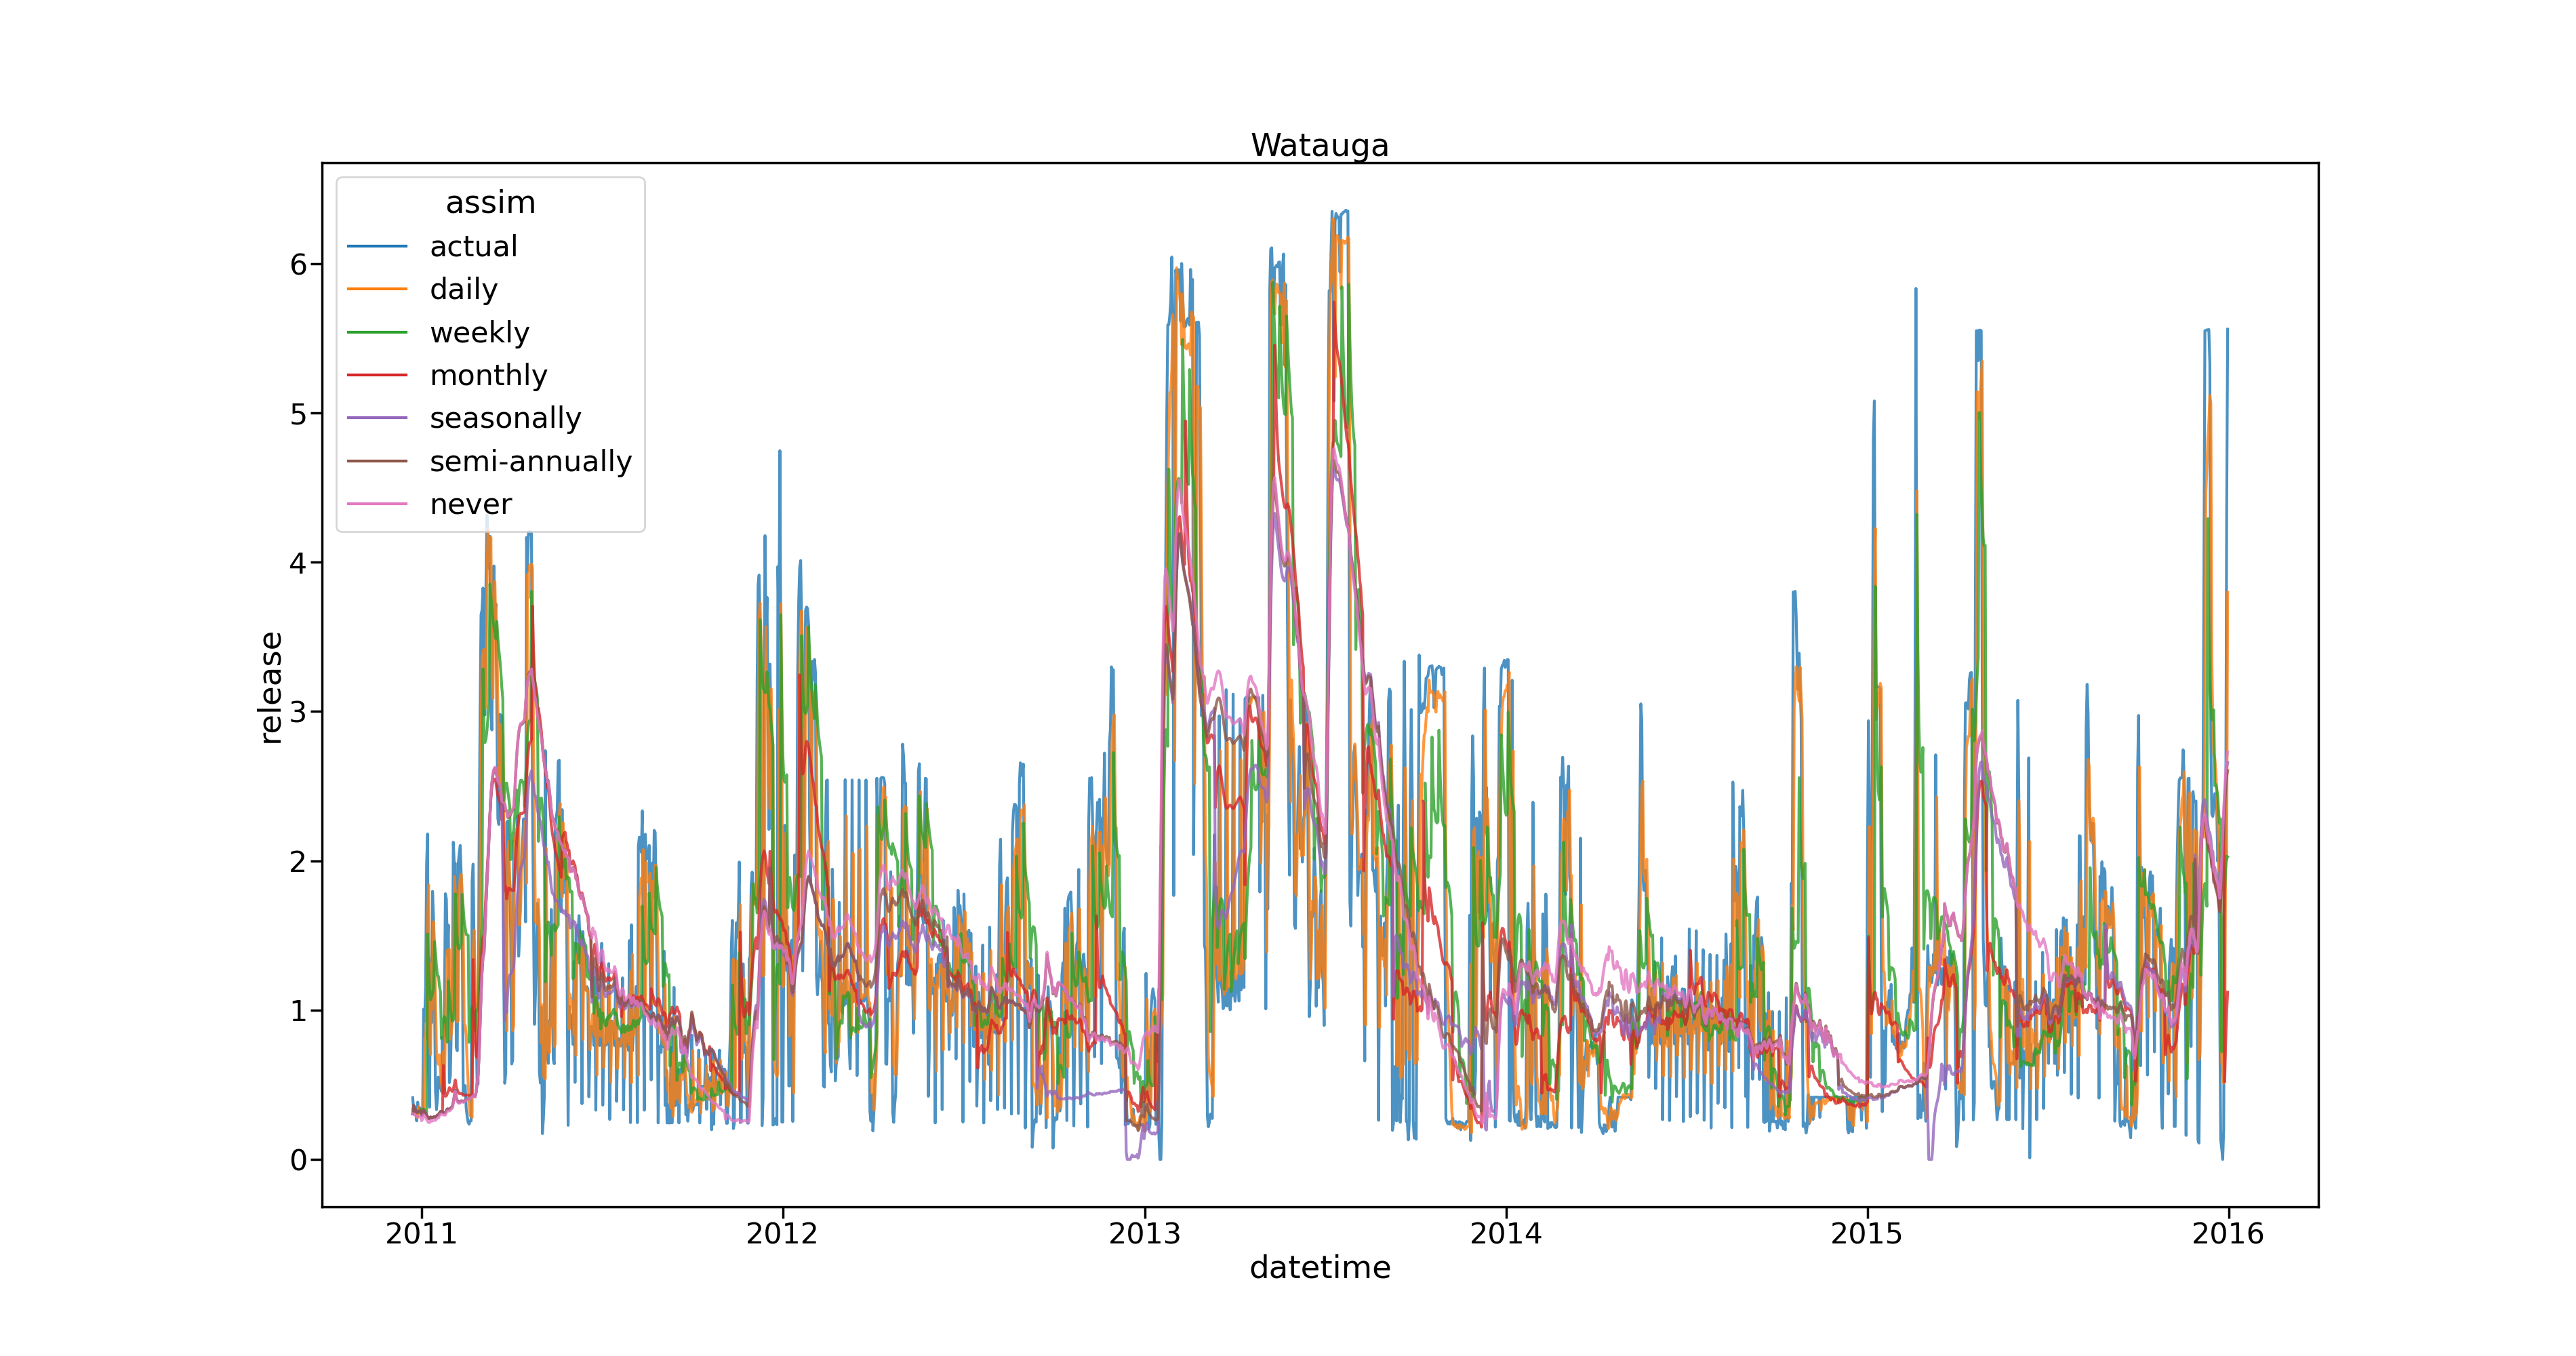 Watauga
assim
actual
daily
weekly
monthly
seasonally
semi-annually
never
release
6
5
4
3
2
1
0
2011 2012 2013 2014 2015 2016
datetime